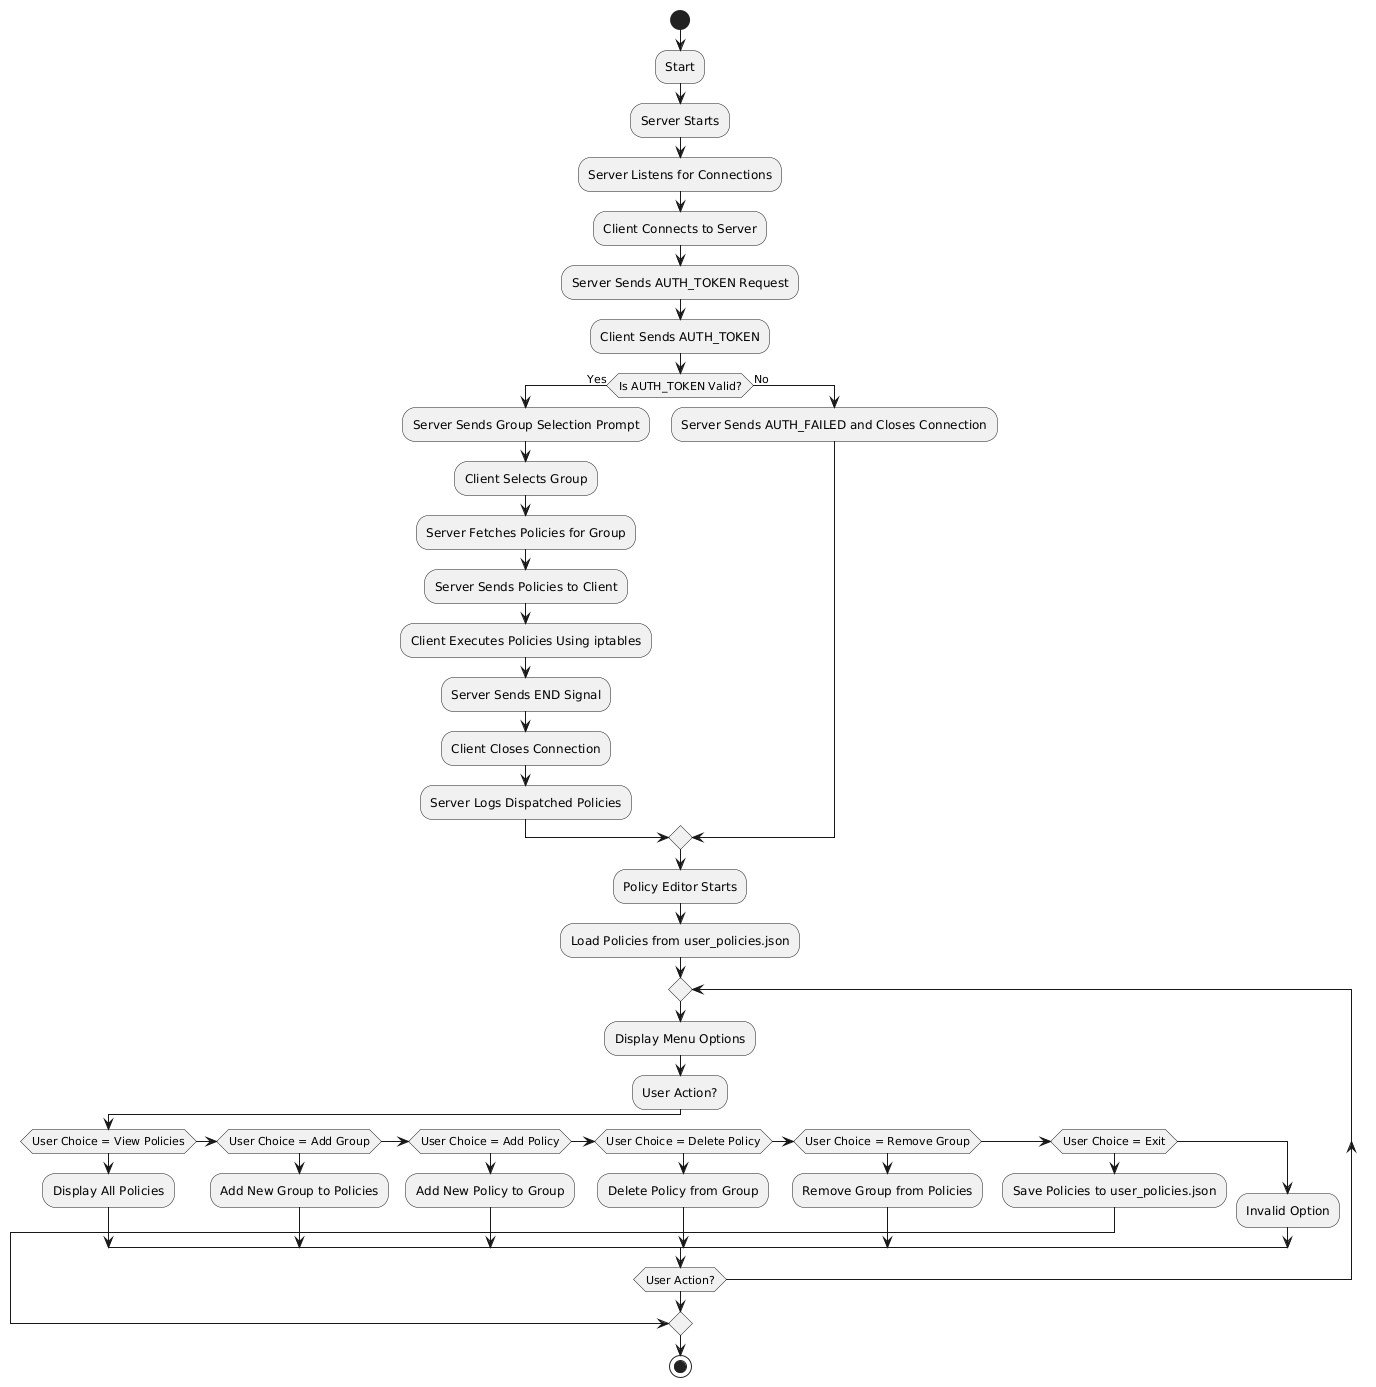 Start
Server Starts
Server Listens for Connections
Client Connects to Server
Server Sends AUTH_TOKEN Request
Client Sends AUTH_TOKEN
Yes
Is AUTH_TOKEN Valid?
No
Server Sends Group Selection Prompt
Server Sends AUTH_FAILED and Closes Connection
Client Selects Group
Server Fetches Policies for Group
Server Sends Policies to Client
Client Executes Policies Using iptables
Server Sends END Signal
Client Closes Connection
Server Logs Dispatched Policies
Policy Editor Starts
Load Policies from user_policies.json
Display Menu Options
User Action?
User Choice = View Policies
User Choice = Add Group
User Choice = Add Policy
User Choice = Delete Policy
User Choice = Remove Group
User Choice = Exit
Display All Policies
Add New Group to Policies
Add New Policy to Group
Delete Policy from Group
Remove Group from Policies
Save Policies to user_policies.json
Invalid Option
User Action?